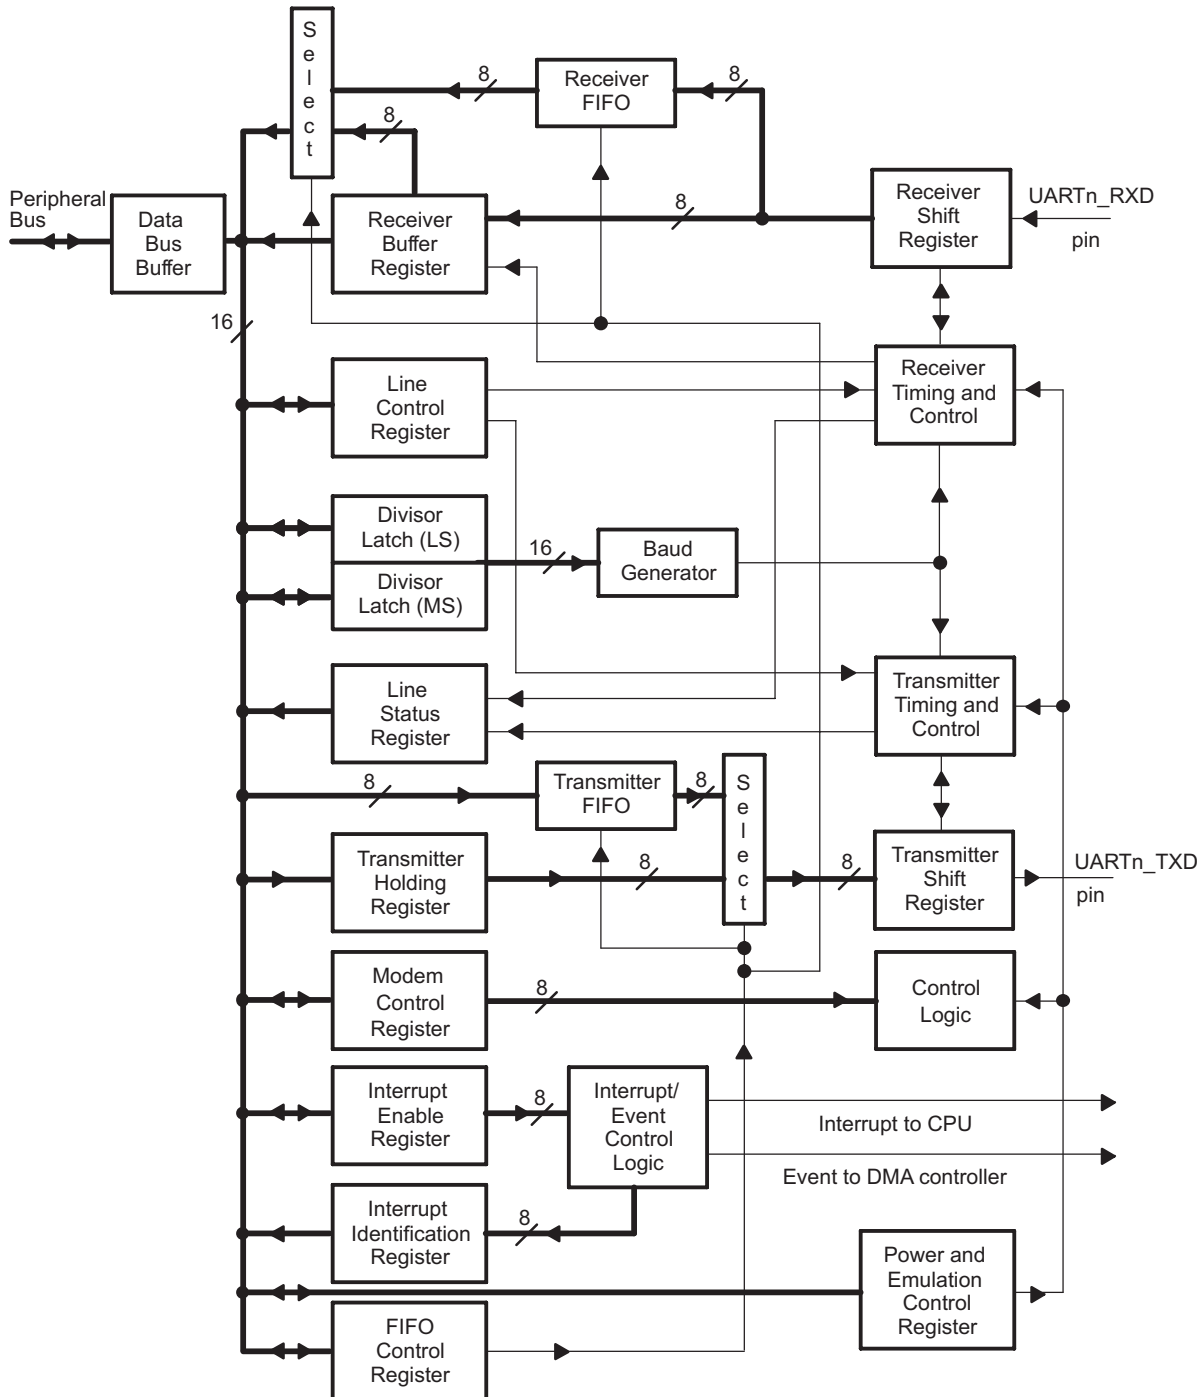 S
e
l
e
c
t
8
Receiver
FIFO
8
8
Peripheral
Bus
Data
Bus
Buffer
Receiver
Buffer
Register
8
Receiver
Shift
Register
UARTn_RXD
pin
16
Line
Control
Register
Receiver
Timing and
Control
Divisor
Latch (LS)
Divisor
Latch (MS)
16
Baud
Generator
Line
Status
Register
Transmitter
Timing and
Control
8
Transmitter
FIFO
8
S
e
l
e
c
t
Transmitter
Holding
Register
8
8
Transmitter
Shift
Register
UARTn_TXD
pin
Modem
Control
Register
8
Control
Logic
Interrupt
Enable
Register
8
Interrupt/
Event
Control
Logic
Interrupt to CPU
Event to DMA controller
Interrupt
Identification
Register
8
Power and
Emulation
Control
Register
FIFO
Control
Register